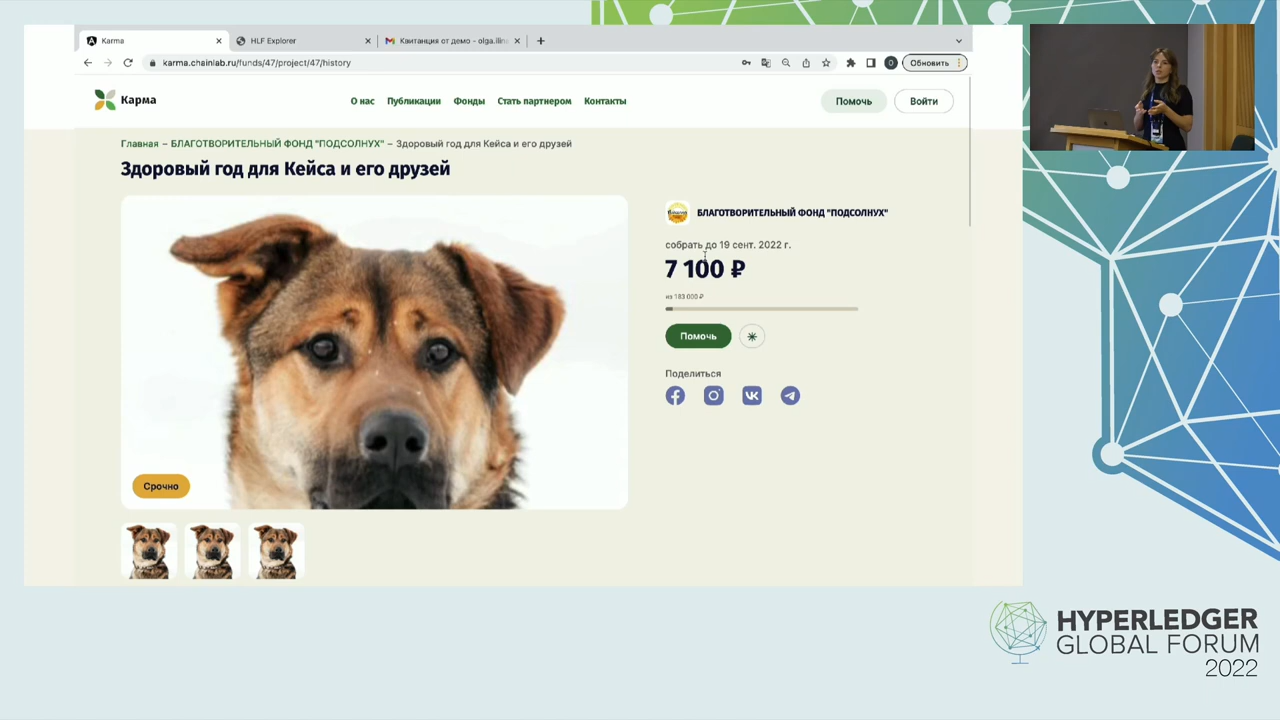 Karma
HLF Explorer
Квитанция от демо - olga.ilin
karma.chainlab.ru/funds/47/project/47/history
Обновить
Карма
О нас
Публикации
Фонды
Стать партнером
Контакты
Помочь
Войти
Главная – БЛАГОТВОРИТЕЛЬНЫЙ ФОНД "ПОДСОЛНУХ" – Здоровый год для Кейса и его друзей
Здоровый год для Кейса и его друзей
БЛАГОТВОРИТЕЛЬНЫЙ ФОНД "ПОДСОЛНУХ"
собрать до 19 сент. 2022 г.
7 100 ₽
из 183 000 ₽
Помочь
Поделиться
Срочно
HYPERLEDGER
GLOBAL FORUM
2022